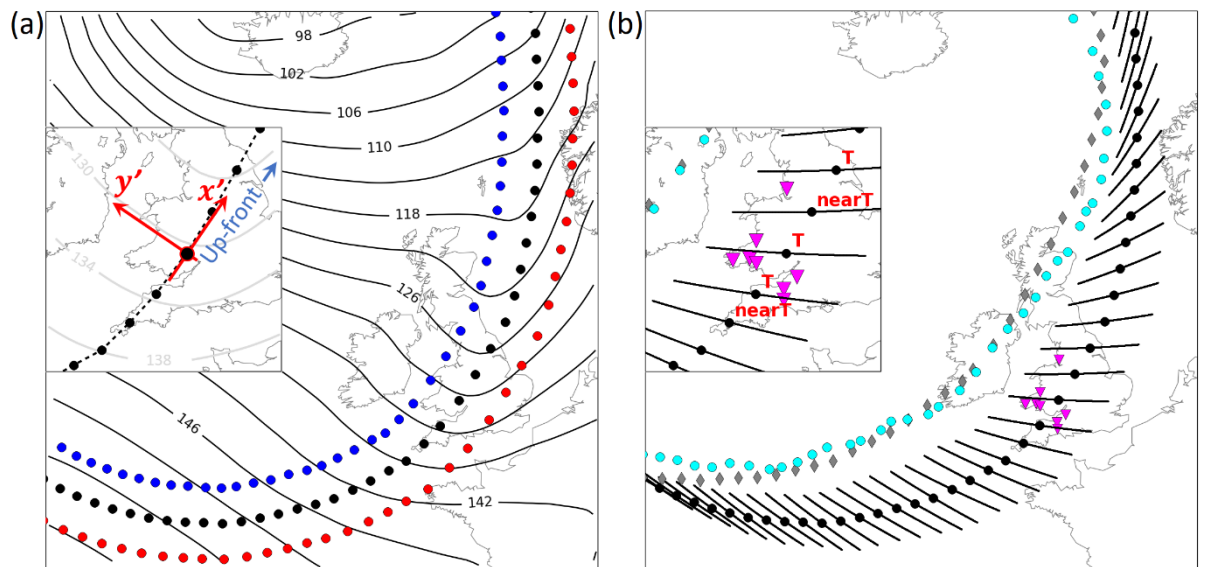 (a)
98
102
106
110
118
126
146
142
130
134
138
y'
x'
Up-front
(b)
T
nearT
T
T
nearT